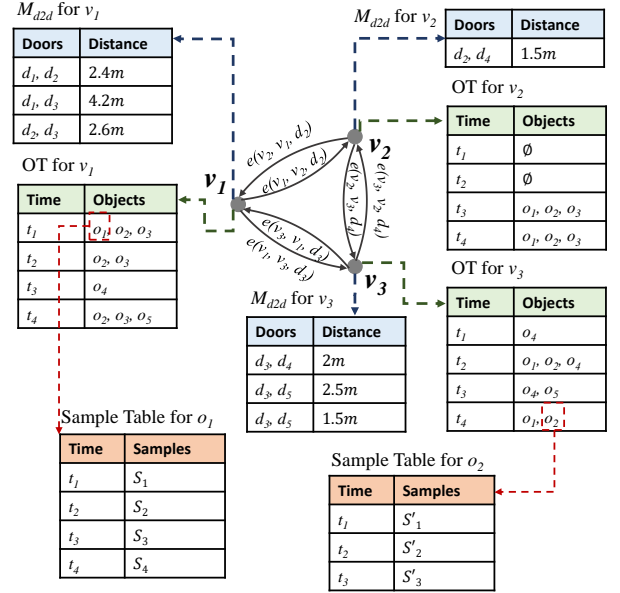 M_d2d for v_1
Doors Distance
d_1, d_2 2.4m
d_1, d_3 4.2m
d_2, d_3 2.6m
M_d2d for v_2
d_2, d_4 1.5m
OT for v_2
Time Objects
t_1 ∅
t_2 ∅
t_3 o_1, o_2, o_3
t_4 o_1, o_2, o_3
OT for v_1
Time Objects
t_1 o_1, o_2, o_3
t_2 o_2, o_3
t_3 o_4
t_4 o_2, o_3, o_5
v_1
v_2
v_3
e(v_2, v_1, d_2)
e(v_1, v_2, d_2)
e(v_2, v_3, d_4)
e(v_3, v_2, d_4)
e(v_3, v_1, d_3)
e(v_1, v_3, d_3)
OT for v_3
Time Objects
t_1 o_4
t_2 o_1, o_2, o_4
t_3 o_4, o_5
t_4 o_1, o_2
M_d2d for v_3
Doors Distance
d_3, d_4 2m
d_3, d_5 2.5m
d_3, d_5 1.5m
Sample Table for o_1
Time Samples
t_1 S_1
t_2 S_2
t_3 S_3
t_4 S_4
Sample Table for o_2
Time Samples
t_1 S'_1
t_2 S'_2
t_3 S'_3